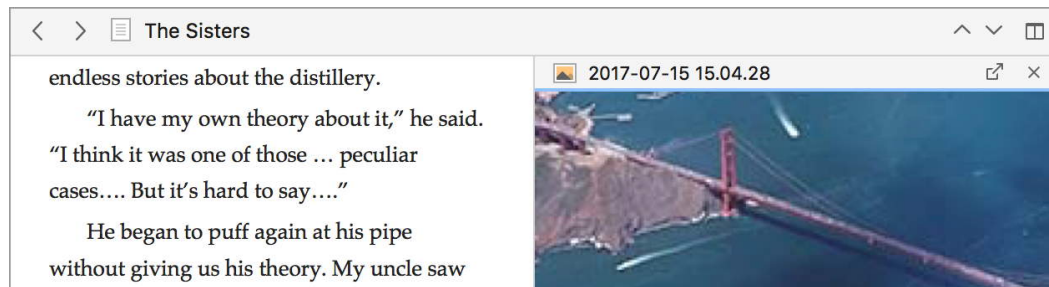 The Sisters
endless stories about the distillery.
“I have my own theory about it,” he said.
“I think it was one of those … peculiar
cases…. But it’s hard to say….”
He began to puff again at his pipe
without giving us his theory. My uncle saw
2017-07-15 15.04.28